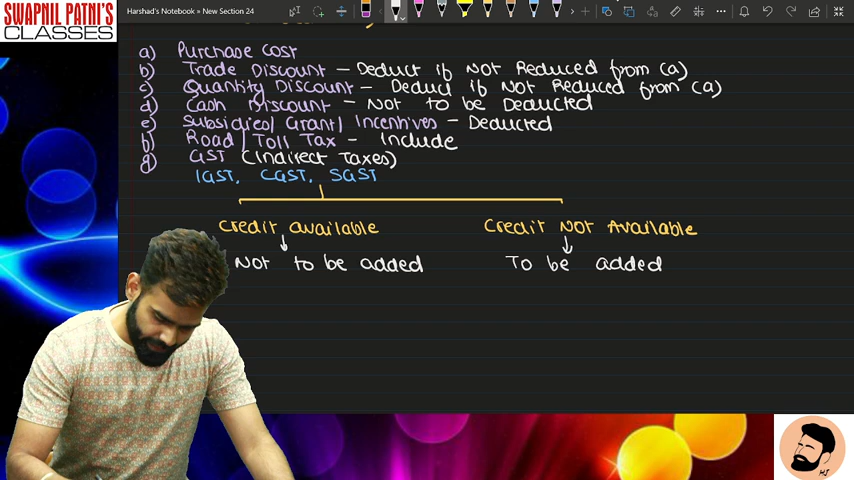 SWAPNIL PATNI'S
CLASSES
Harshad's Notebook » New Section 24
a) Purchase Cost
b) Trade Discount – Deduct if Not Reduced from (a)
c) Quantity Discount – Deduct if Not Reduced from (a)
d) Cash Discount – Not to be Deducted
e) Subsidies/ Grant/ Incentives – Deducted
f) Road/ Toll Tax – Include
g) GST (Indirect Taxes)
IGST, CGST, SGST
Credit available Credit Not Available
Not to be added To be added
HJ